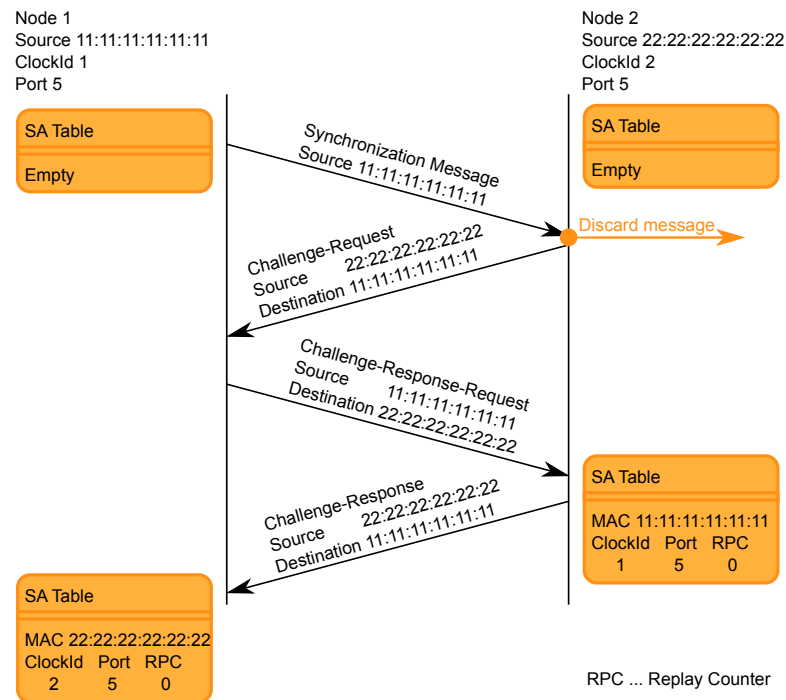 Node 1
Source 11:11:11:11:11:11
ClockId 1
Port 5
Node 2
Source 22:22:22:22:22:22
ClockId 2
Port 5
SA Table
Empty
SA Table
Empty
Synchronization Message
Source 11:11:11:11:11:11
Discard message
Challenge-Request
Source 22:22:22:22:22:22
Destination 11:11:11:11:11:11
Challenge-Response-Request
Source 11:11:11:11:11:11
Destination 22:22:22:22:22:22
SA Table
MAC 11:11:11:11:11:11
ClockId Port RPC
1 5 0
Challenge-Response
Source 22:22:22:22:22:22
Destination 11:11:11:11:11:11
SA Table
MAC 22:22:22:22:22:22
ClockId Port RPC
2 5 0
RPC ... Replay Counter